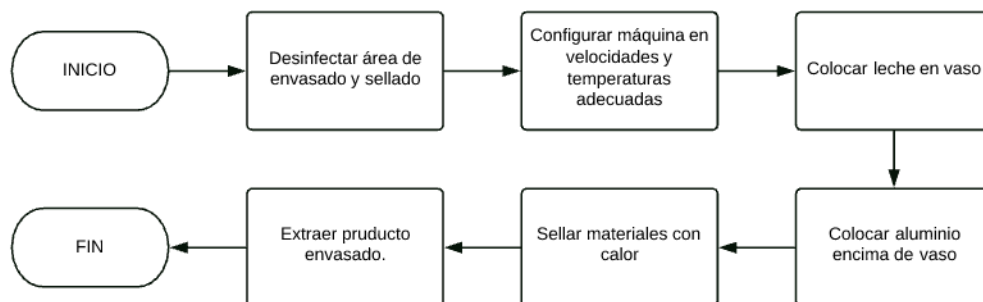 INICIO
Desinfectar área de
envasado y sellado
Configurar máquina en
velocidades y
temperaturas
adecuadas
Colocar leche en vaso
Colocar aluminio
encima de vaso
Sellar materiales con
calor
Extraer pructo
envasado.
FIN